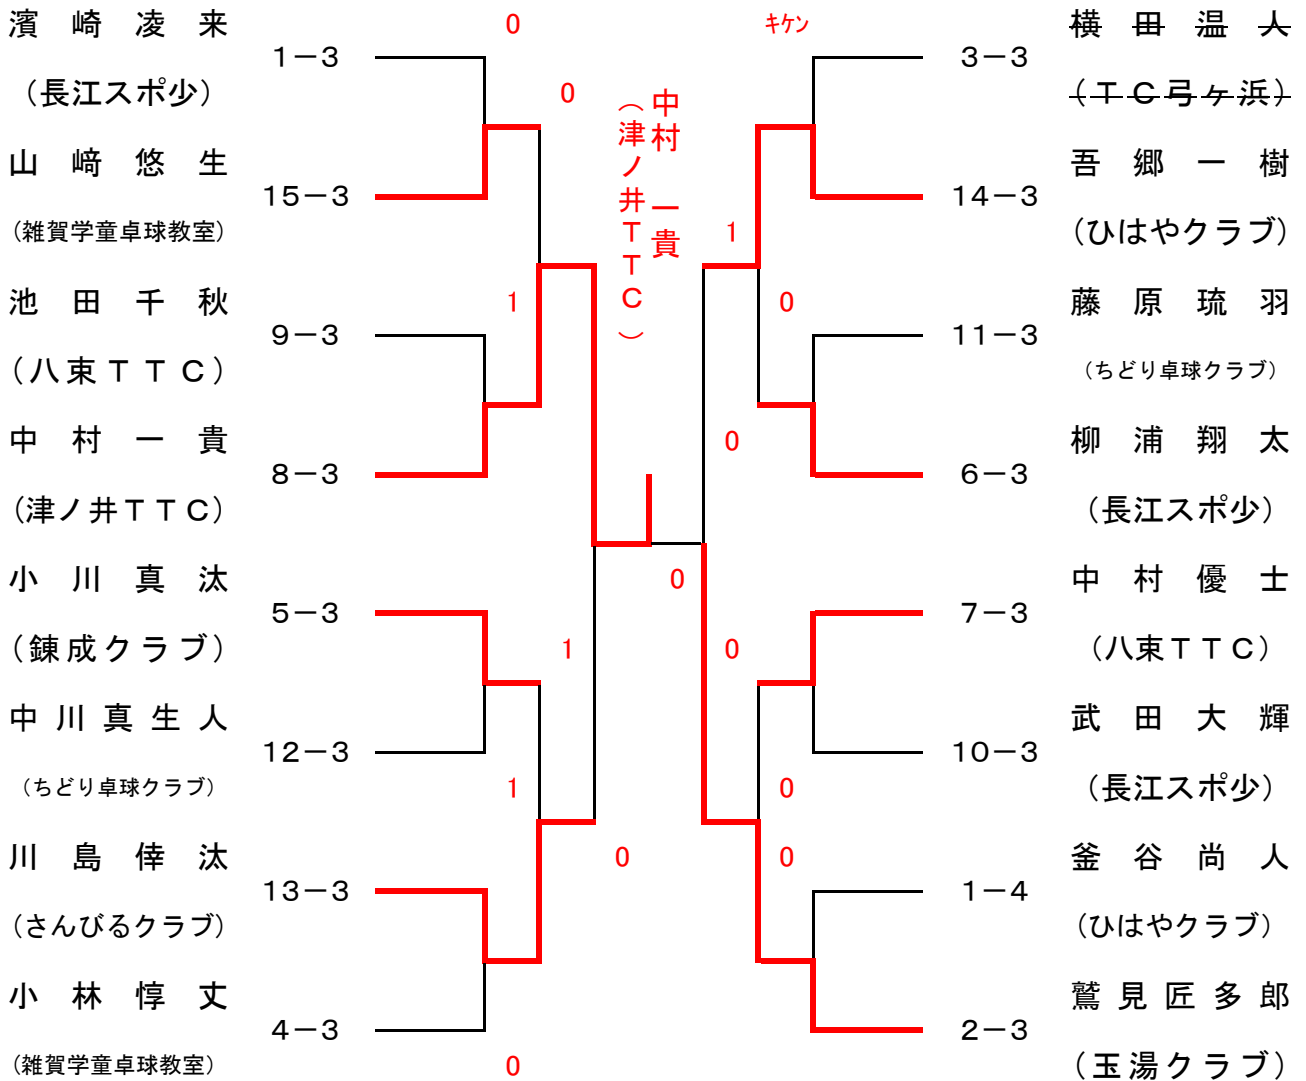 濱崎凌来
1-3
(長江スポ少)
山﨑悠生
15-3
(雑賀学童卓球教室)
池田千秋
9-3
(八束TTC)
中村一貴
8-3
(津ノ井TTC)
小川真汰
5-3
(錬成クラブ)
中川真生人
12-3
(ちどり卓球クラブ)
川島倖汰
13-3
(さんびるクラブ)
小林惇丈
4-3
(雑賀学童卓球教室)
0
0
1
1
1
0
0
中村 一貴
(津ノ井TTC)
0
キケン
1
0
0
0
0
0
横田温人
3-3
(TC弓ヶ浜)
吾郷一樹
14-3
(ひはやクラブ)
藤原琉羽
11-3
(ちどり卓球クラブ)
柳浦翔太
6-3
(長江スポ少)
中村優士
7-3
(八束TTC)
武田大輝
10-3
(長江スポ少)
釜谷尚人
1-4
(ひはやクラブ)
鷲見匠多郎
2-3
(玉湯クラブ)